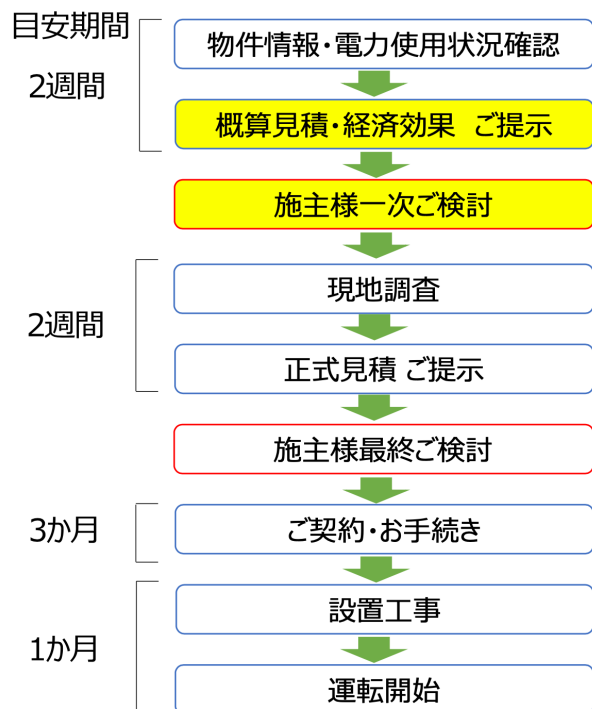 目安期間
物件情報・電力使用状況確認
2週間
概算見積・経済効果 ご提示
施主様一次ご検討
現地調査
2週間
正式見積 ご提示
施主様最終ご検討
3か月
ご契約・お手続き
設置工事
1か月
運転開始